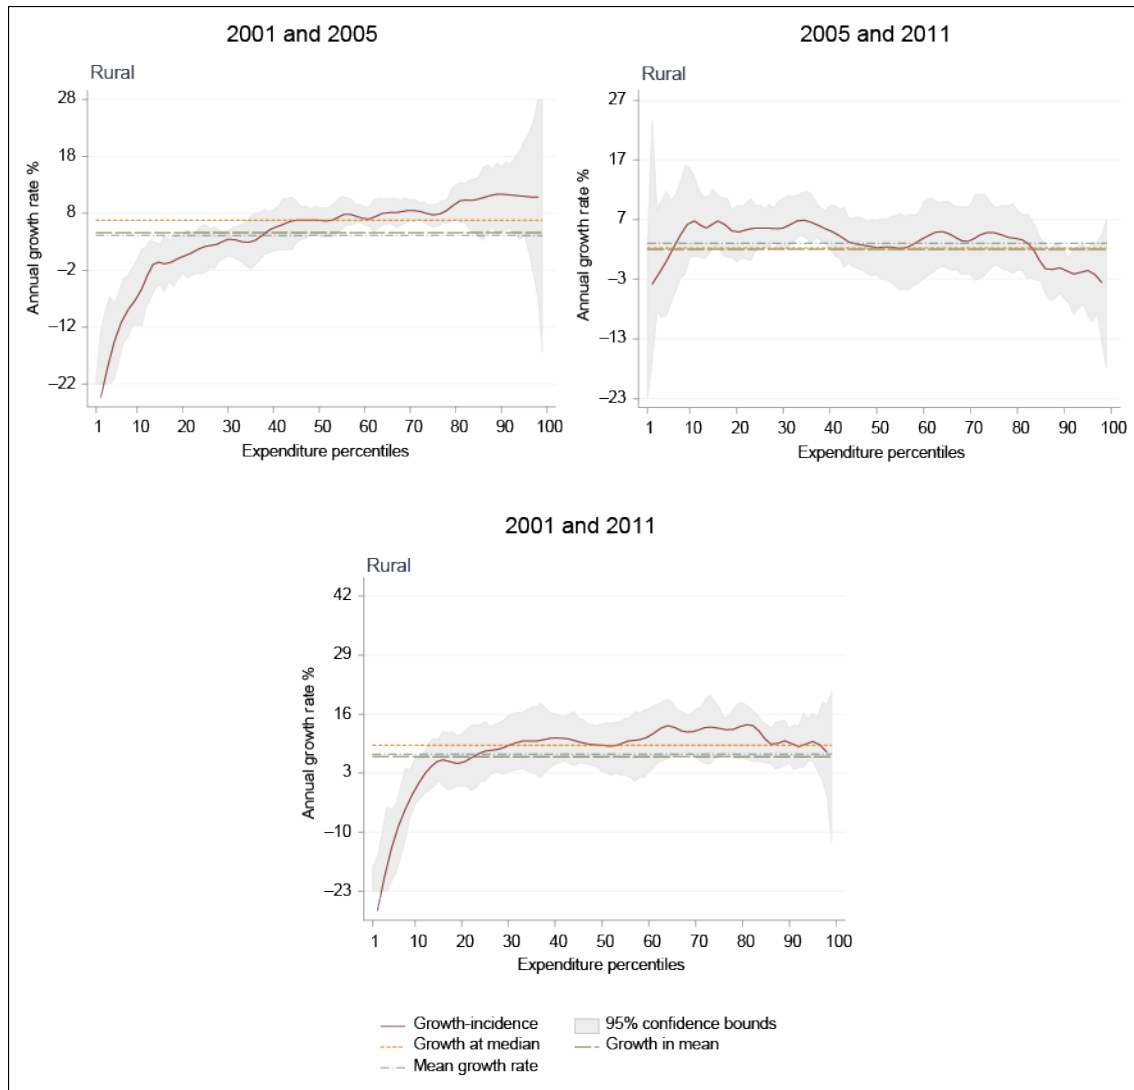 2001 and 2005
Rural
Annual growth rate %
28
18
8
–2
–12
–22
1 10 20 30 40 50 60 70 80 90 100
Expenditure percentiles
2005 and 2011
Rural
Annual growth rate %
27
17
7
–3
–13
–23
1 10 20 30 40 50 60 70 80 90 100
Expenditure percentiles
2001 and 2011
Rural
Annual growth rate %
42
29
16
3
–10
–23
1 10 20 30 40 50 60 70 80 90 100
Expenditure percentiles
Growth-incidence 95% confidence bounds
Growth at median Growth in mean
Mean growth rate